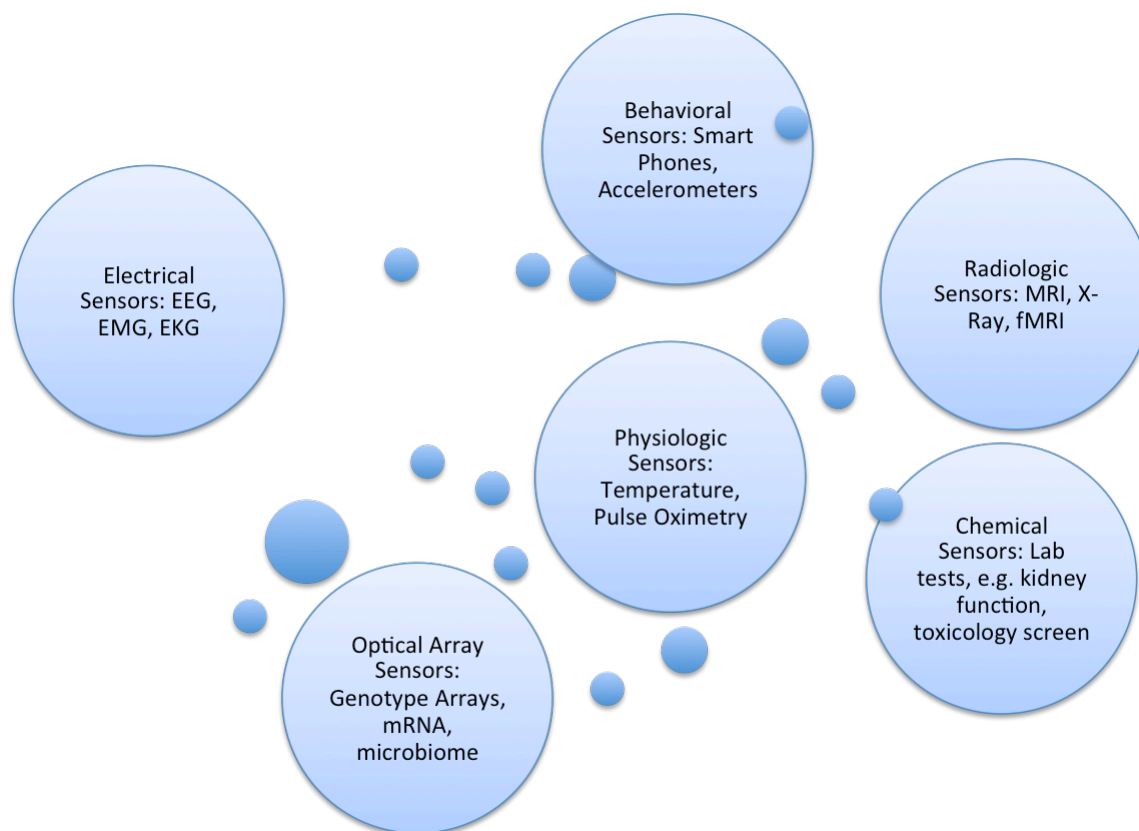 Behavioral
Sensors: Smart
Phones,
Accelerometers
Electrical
Sensors: EEG,
EMG, EKG
Radiologic
Sensors: MRI, X-
Ray, fMRI
Physiologic
Sensors:
Temperature,
Pulse Oximetry
Chemical
Sensors: Lab
tests, e.g. kidney
function,
toxicology screen
Optical Array
Sensors:
Genotype Arrays,
mRNA,
microbiome